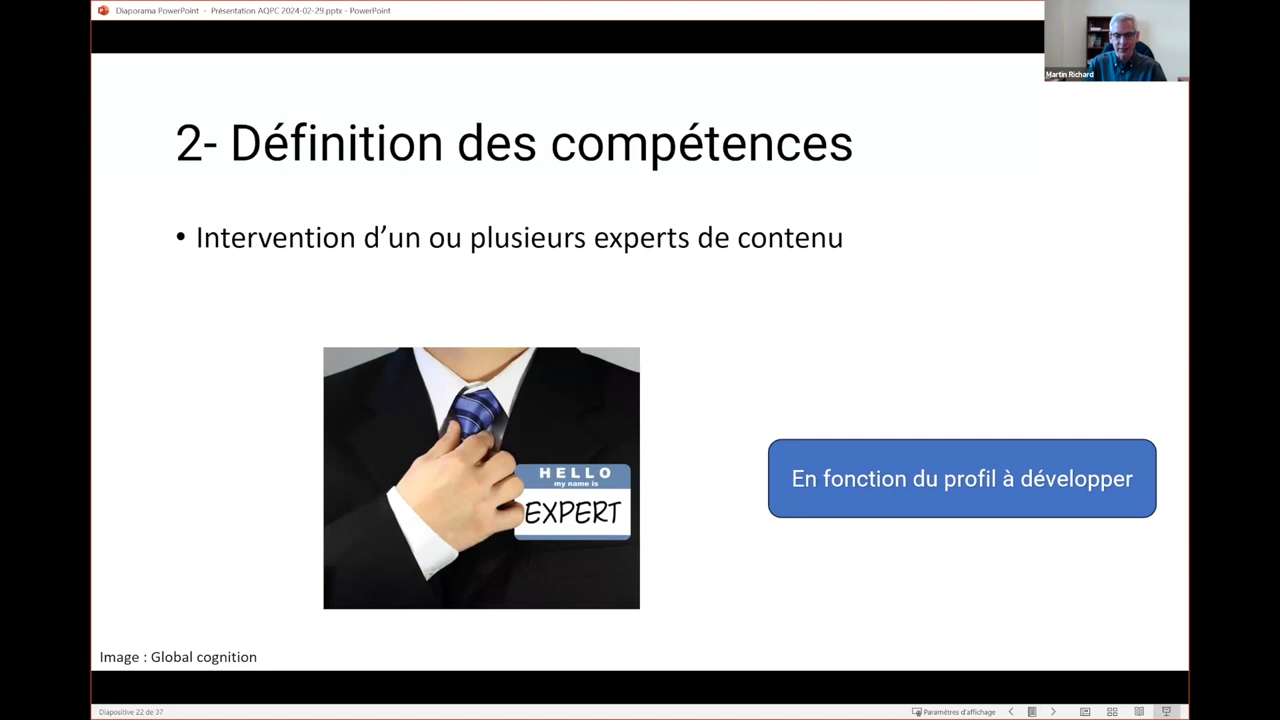 Diaporama PowerPoint - Présentation AQPC 2024-02-29.pptx - PowerPoint
Martin Richard
2- Définition des compétences
• Intervention d’un ou plusieurs experts de contenu
HELLO
my name is
EXPERT
En fonction du profil à développer
Image : Global cognition
Diapositive 22 de 37
Paramètres d'affichage